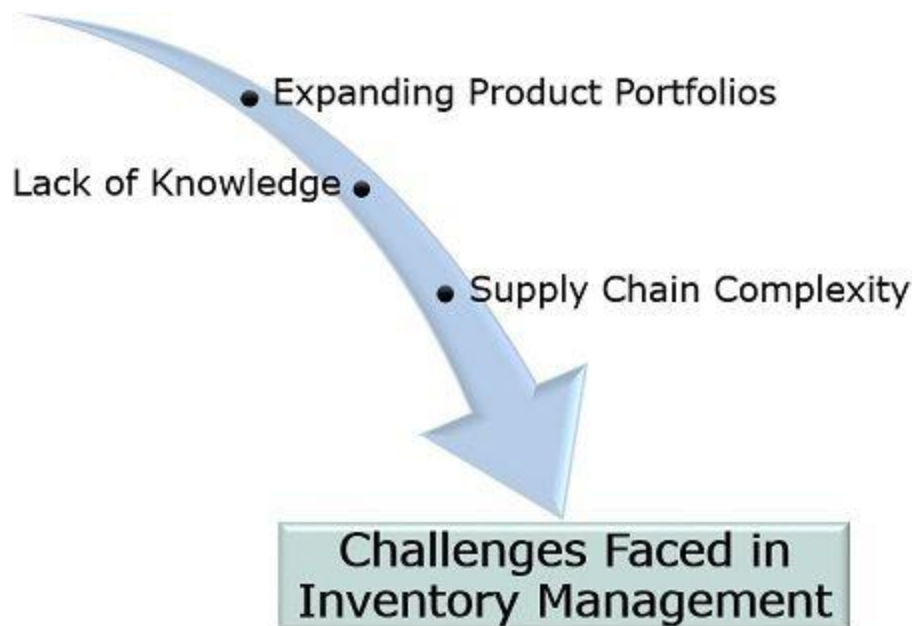 Expanding Product Portfolios
Lack of Knowledge
Supply Chain Complexity
Challenges Faced in
Inventory Management